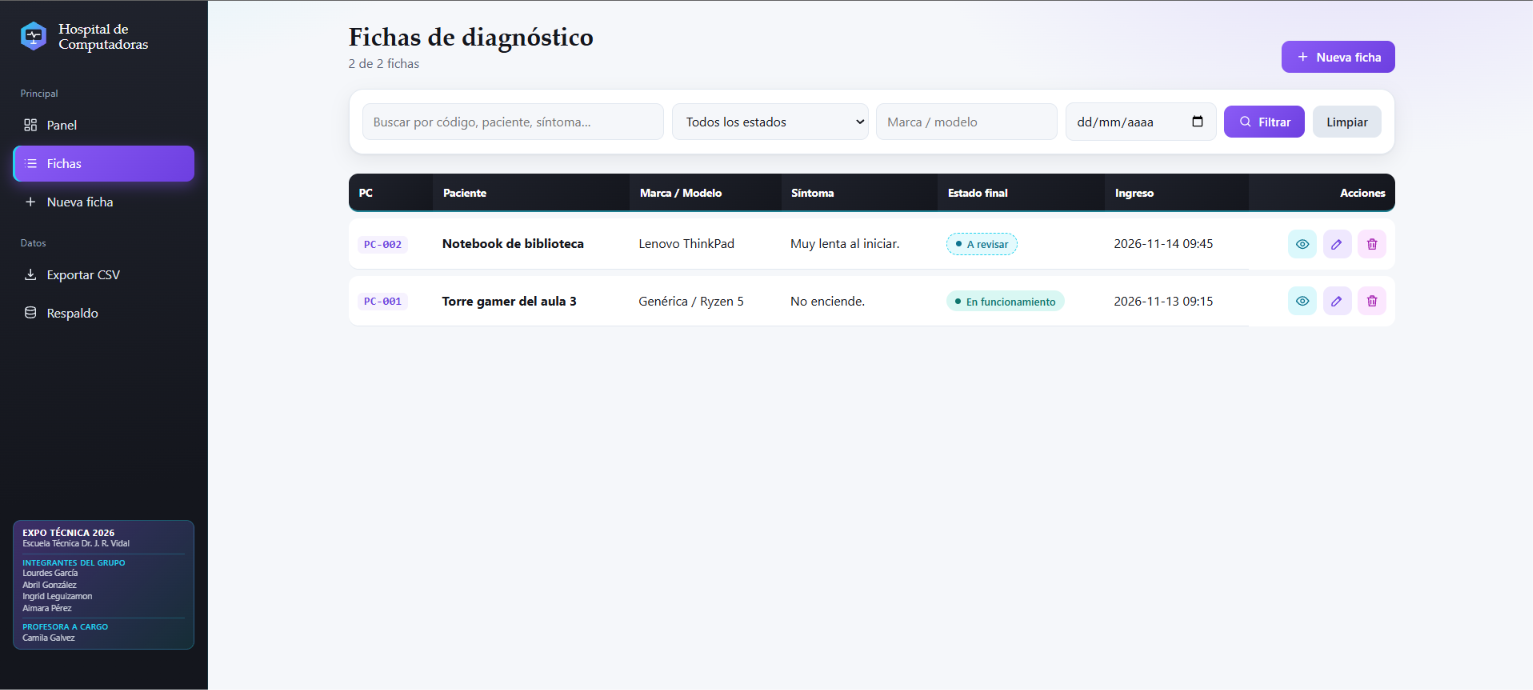 Hospital de
Computadoras
Principal
Panel
Fichas
Nueva ficha
Datos
Exportar CSV
Respaldo
EXPO TÉCNICA 2026
Escuela Técnica Dr. J. R. Vidal
INTEGRANTES DEL GRUPO
Lourdes García
Abril González
Ingrid Leguizamon
Aimara Pérez
PROFESORA A CARGO
Camila Galvez
Fichas de diagnóstico
2 de 2 fichas
+ Nueva ficha
Buscar por código, paciente, síntoma... Todos los estados Marca / modelo dd/mm/aaaa Filtrar Limpiar
PC Paciente Marca / Modelo Síntoma Estado final Ingreso Acciones
PC-002 Notebook de biblioteca Lenovo ThinkPad Muy lenta al iniciar. A revisar 2026-11-14 09:45
PC-001 Torre gamer del aula 3 Genérica / Ryzen 5 No enciende. En funcionamiento 2026-11-13 09:15